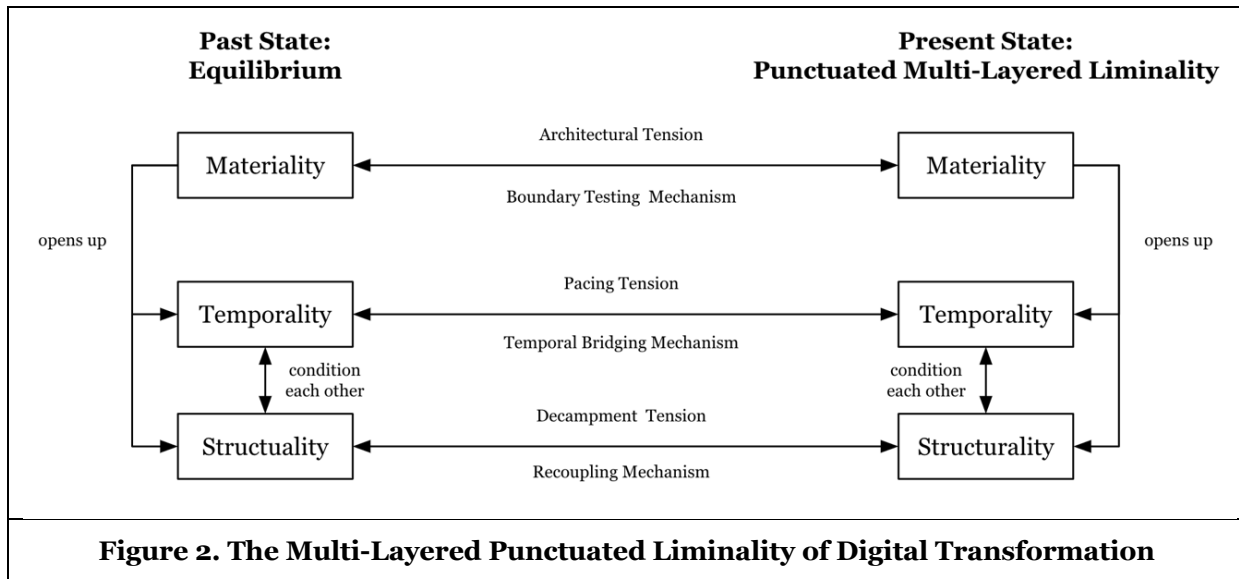 Past State:
Equilibrium
Present State:
Punctuated Multi-Layered Liminality
Architectural Tension
Materiality
Materiality
Boundary Testing Mechanism
opens up
opens up
Pacing Tension
Temporality
Temporality
Temporal Bridging Mechanism
condition
each other
condition
each other
Decampment Tension
Structuality
Structurality
Recoupling Mechanism
Figure 2. The Multi-Layered Punctuated Liminality of Digital Transformation